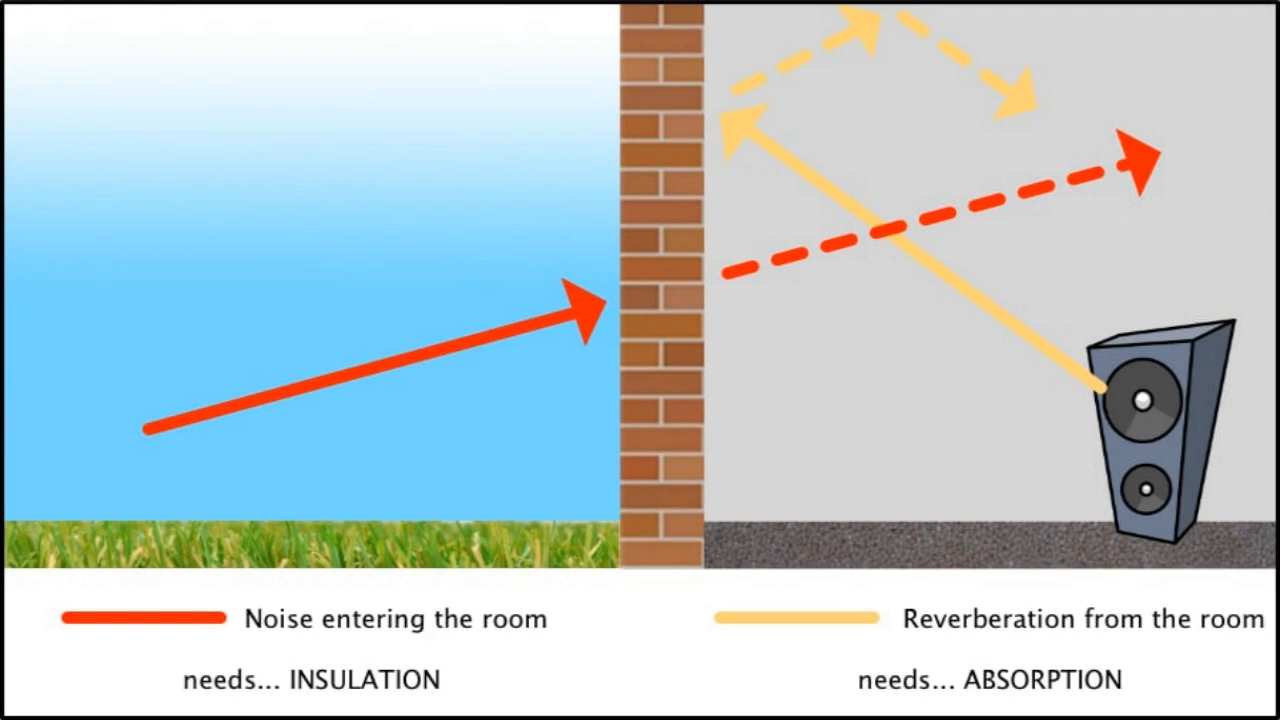 Noise entering the room
needs... INSULATION
Reverberation from the room
needs... ABSORPTION